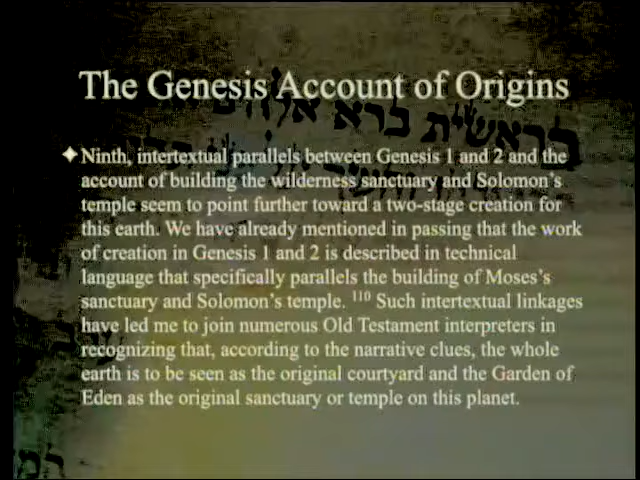 The Genesis Account of Origins
בראשית ברא אלהים
✦ Ninth, intertextual parallels between Genesis 1 and 2 and the
account of building the wilderness sanctuary and Solomon's
temple seem to point further toward a two-stage creation for
this earth. We have already mentioned in passing that the work
of creation in Genesis 1 and 2 is described in technical
language that specifically parallels the building of Moses's
sanctuary and Solomon's temple. 110 Such intertextual linkages
have led me to join numerous Old Testament interpreters in
recognizing that, according to the narrative clues, the whole
earth is to be seen as the original courtyard and the Garden of
Eden as the original sanctuary or temple on this planet.